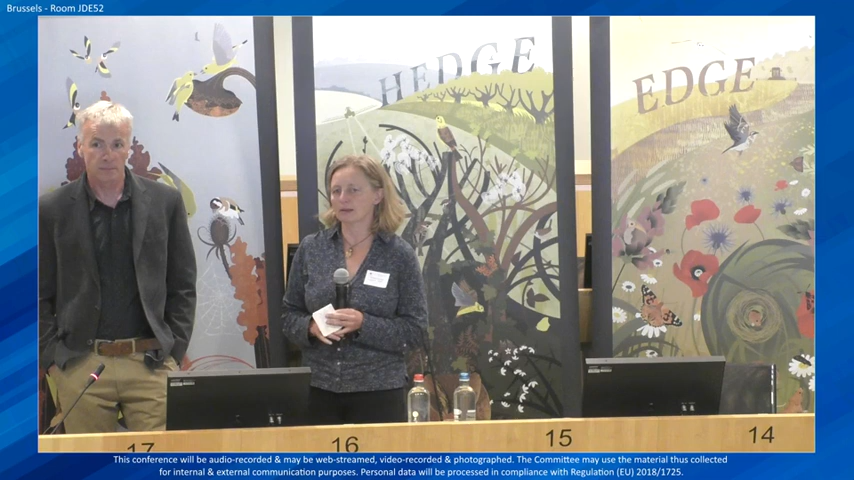 Brussels - Room JDE52
HEDGE
EDGE
17
16
15
14
This conference will be audio-recorded & may be web-streamed, video-recorded & photographed. The Committee may use the material thus collected
for internal & external communication purposes. Personal data will be processed in compliance with Regulation (EU) 2018/1725.